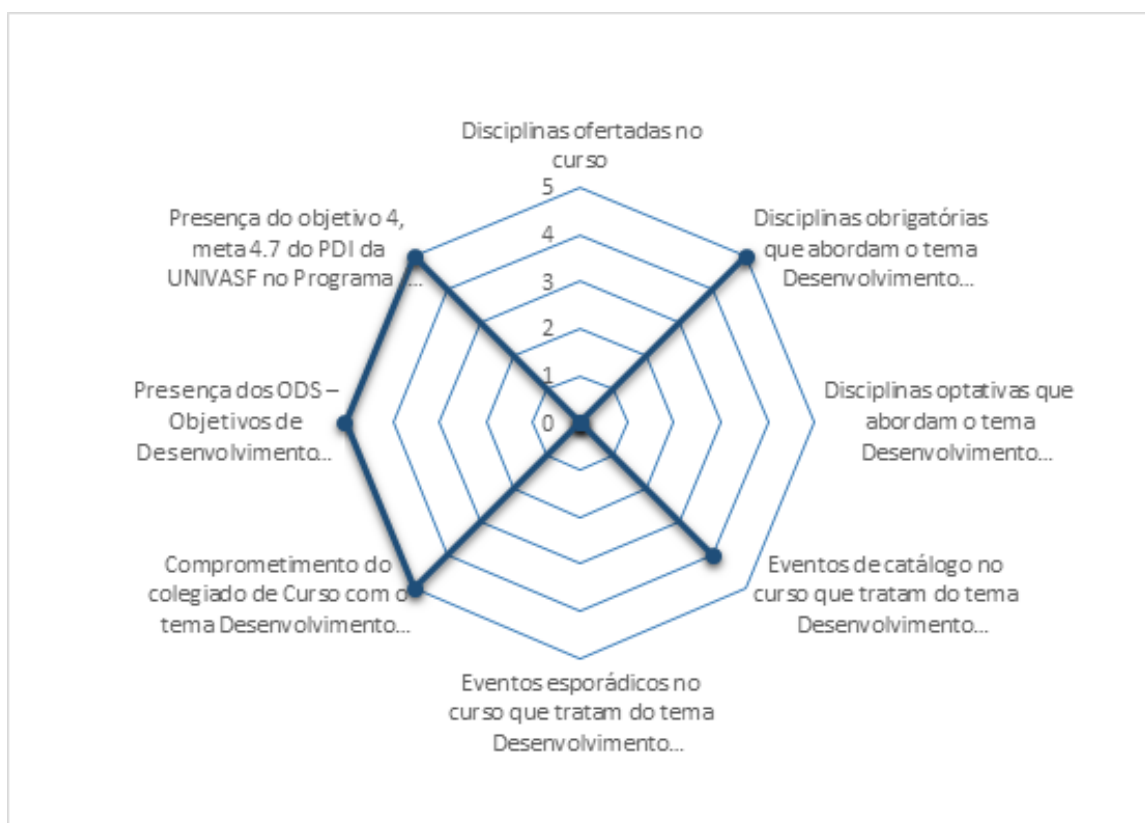 Disciplinas ofertadas no
curso
5
4
3
2
1
0
Disciplinas obrigatórias
que abordam o tema
Desenvolvimento...
Disciplinas optativas que
abordam o tema
Desenvolvimento...
Eventos de catálogo no
curso que tratam do tema
Desenvolvimento...
Eventos esporádicos no
curso que tratam do tema
Desenvolvimento...
Comprometimento do
colegiado de Curso com o
tema Desenvolvimento...
Presença dos ODS –
Objetivos de
Desenvolvimento...
Presença do objetivo 4,
meta 4.7 do PDI da
UNIVASF no Programa ...